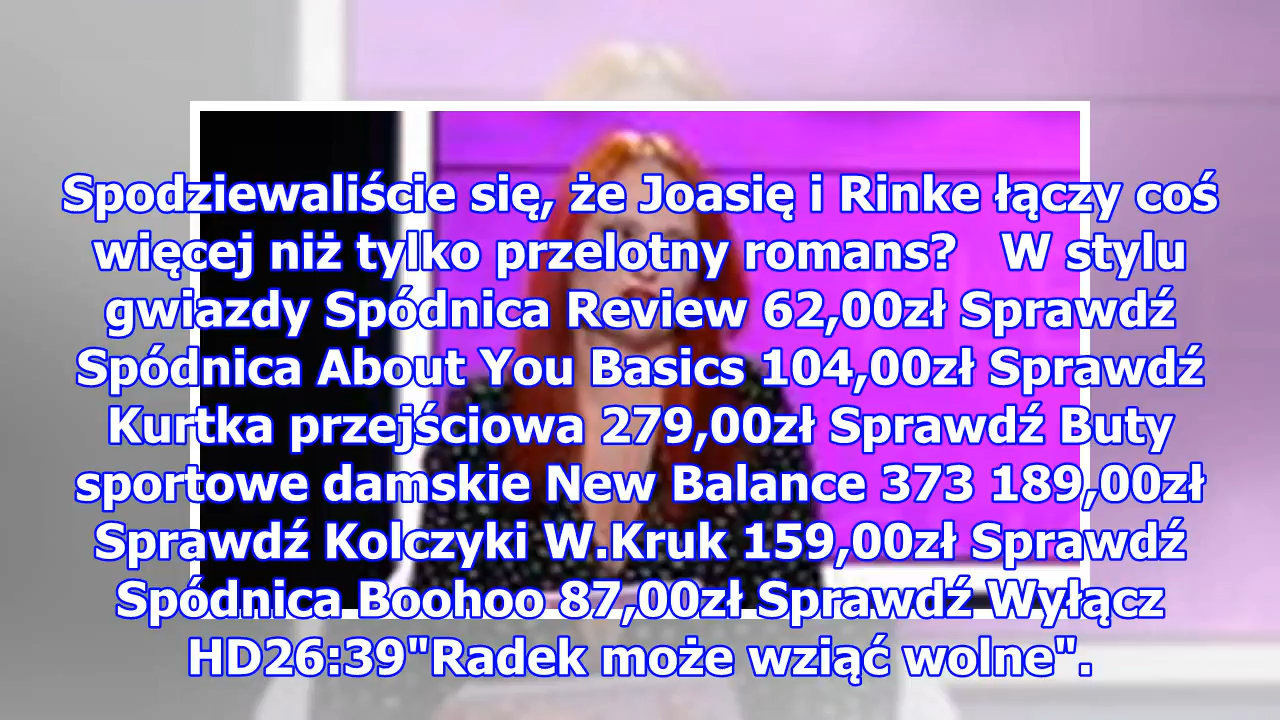 Spodziewaliście się, że Joasię i Rinke łączy coś
więcej niż tylko przelotny romans?   W stylu
gwiazdy Spódnica Review 62,00zł Sprawdź
Spódnica About You Basics 104,00zł Sprawdź
Kurtka przejściowa 279,00zł Sprawdź Buty
sportowe damskie New Balance 373 189,00zł
Sprawdź Kolczyki W.Kruk 159,00zł Sprawdź
Spódnica Boohoo 87,00zł Sprawdź Wyłącz
HD26:39"Radek może wziąć wolne".